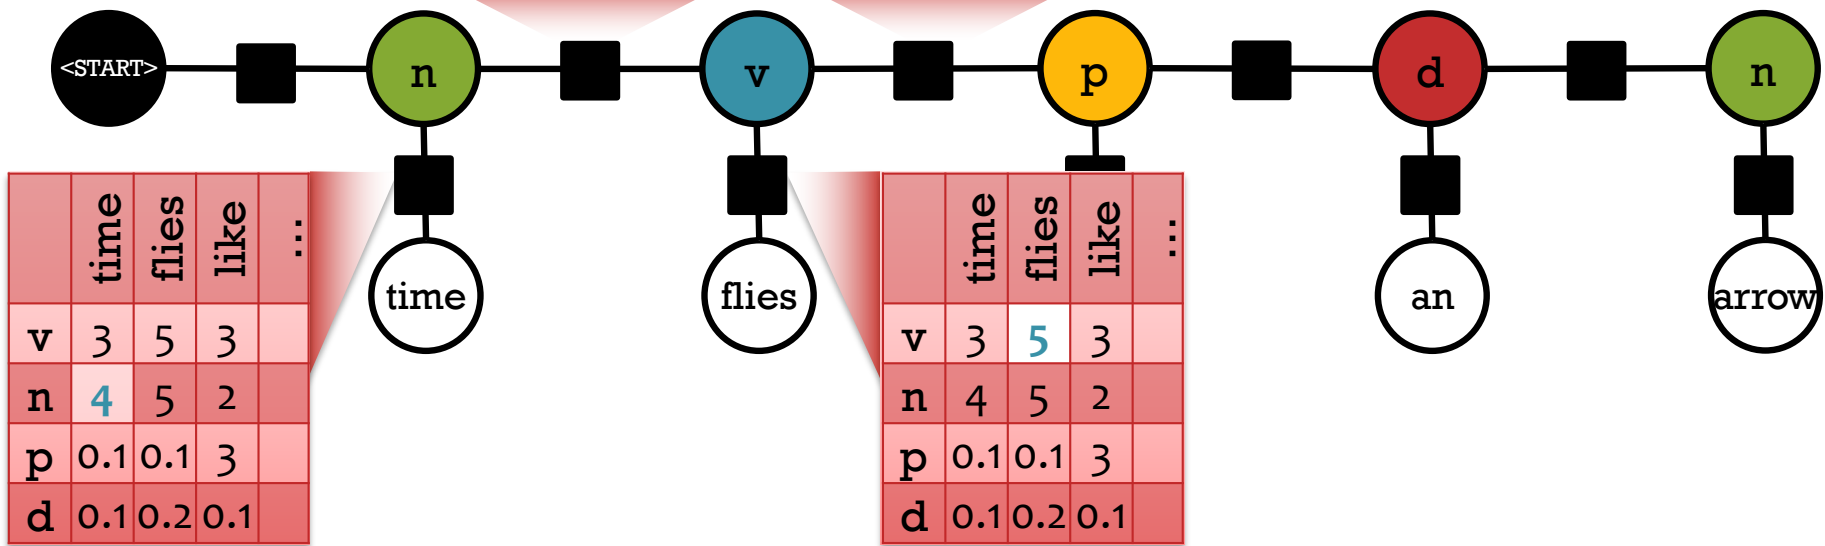 <START> n v p d n
time flies like ...
v 3 5 3
n 4 5 2
p 0.1 0.1 3
d 0.1 0.2 0.1
time flies
time flies like ...
v 3 5 3
n 4 5 2
p 0.1 0.1 3
d 0.1 0.2 0.1
an arrow